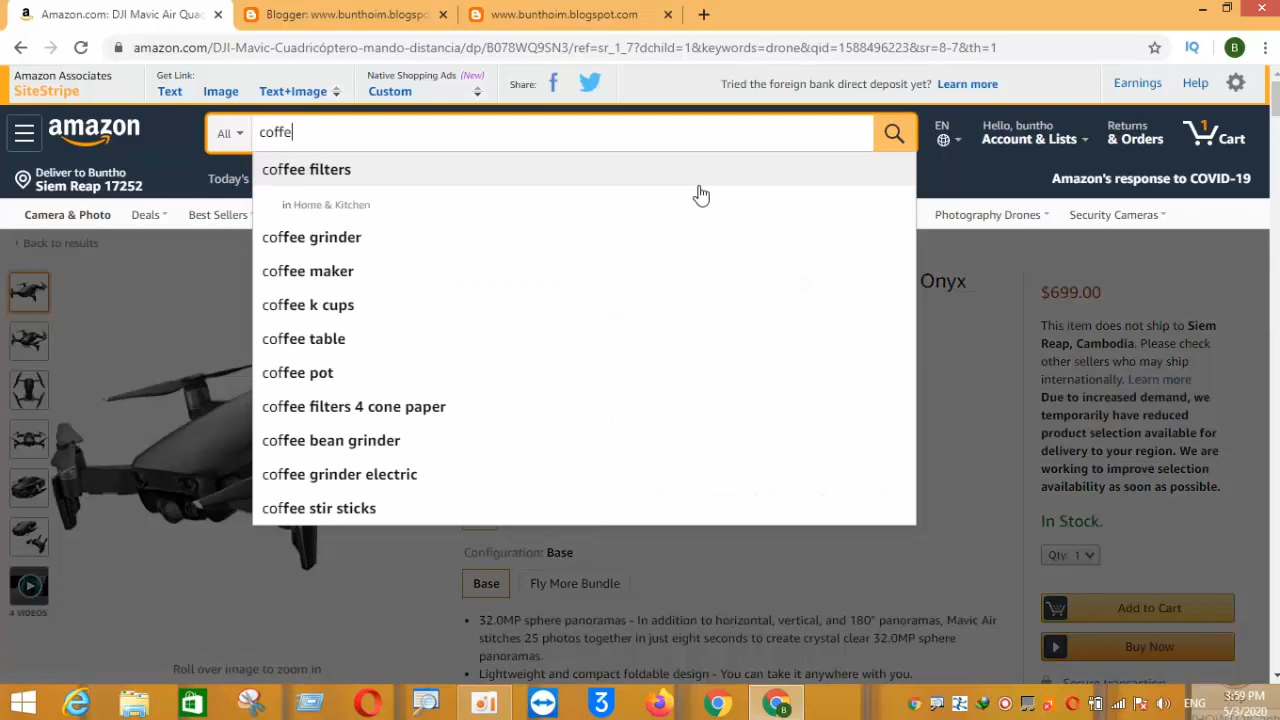 Amazon.com: DJI Mavic Air Quac
Blogger: www.bunthoim.blogspo
www.bunthoim.blogspot.com
amazon.com/DJI-Mavic-Cuadricóptero-mando-distancia/dp/B078WQ9SN3/ref=sr_1_7?dchild=1&keywords=drone&qid=1588496223&sr=8-7&th=1
IQ
B
Amazon Associates
SiteStripe
Get Link:
Text Image Text+Image
Native Shopping Ads (New)
Custom
Share:
Tried the foreign bank direct deposit yet? Learn more
Earnings Help
amazon
All
coffe
EN
Hello, buntho
Account & Lists
Returns
& Orders
1
Cart
Deliver to Buntho
Siem Reap 17252
Today's
Amazon's response to COVID-19
Camera & Photo Deals Best Sellers
Photography Drones Security Cameras
coffee filters
in Home & Kitchen
coffee grinder
coffee maker
coffee k cups
coffee table
coffee pot
coffee filters 4 cone paper
coffee bean grinder
coffee grinder electric
coffee stir sticks
‹ Back to results
4 VIDEOS
Roll over image to zoom in
Onyx
Configuration: Base
Base Fly More Bundle
• 32.0MP sphere panoramas - In addition to horizontal, vertical, and 180° panoramas, Mavic Air
stitches 25 photos together in just eight seconds to create crystal clear 32.0MP sphere
panoramas.
• Lightweight and compact foldable design - You can take it anywhere with you.
$699.00
This item does not ship to Siem
Reap, Cambodia. Please check
other sellers who may ship
internationally. Learn more
Due to increased demand, we
temporarily have reduced
product selection available for
delivery to your region. We are
working to improve selection
availability as soon as possible.
In Stock.
Qty: 1
Add to Cart
Buy Now
Secure transaction
3
B
ENG
3:59 PM
5/3/2020